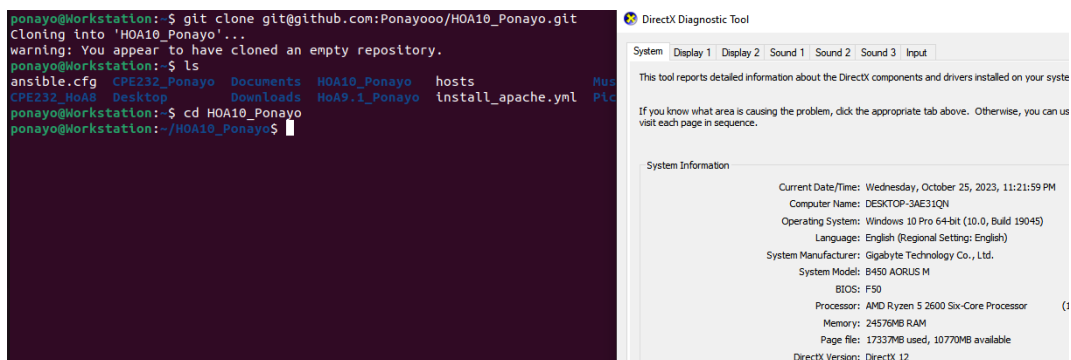 ponayo@Workstation:~$ git clone git@github.com:Ponayooo/HOA10_Ponayo.git
Cloning into 'HOA10_Ponayo'...
warning: You appear to have cloned an empty repository.
ponayo@Workstation:~$ ls
ansible.cfg CPE232_Ponayo Documents HOA10_Ponayo hosts Mus
CPE232_HoA8 Desktop Downloads HoA9.1_Ponayo install_apache.yml Pic
ponayo@Workstation:~$ cd HOA10_Ponayo
ponayo@Workstation:~/HOA10_Ponayo$
DirectX Diagnostic Tool
System Display 1 Display 2 Sound 1 Sound 2 Sound 3 Input
This tool reports detailed information about the DirectX components and drivers installed on your syste
If you know what area is causing the problem, click the appropriate tab above. Otherwise, you can us
visit each page in sequence.
System Information
Current Date/Time: Wednesday, October 25, 2023, 11:21:59 PM
Computer Name: DESKTOP-3AE31QN
Operating System: Windows 10 Pro 64-bit (10.0, Build 19045)
Language: English (Regional Setting: English)
System Manufacturer: Gigabyte Technology Co., Ltd.
System Model: B450 AORUS M
BIOS: F50
Processor: AMD Ryzen 5 2600 Six-Core Processor (1
Memory: 24576MB RAM
Page file: 17337MB used, 10770MB available
DirectX Version: DirectX 12